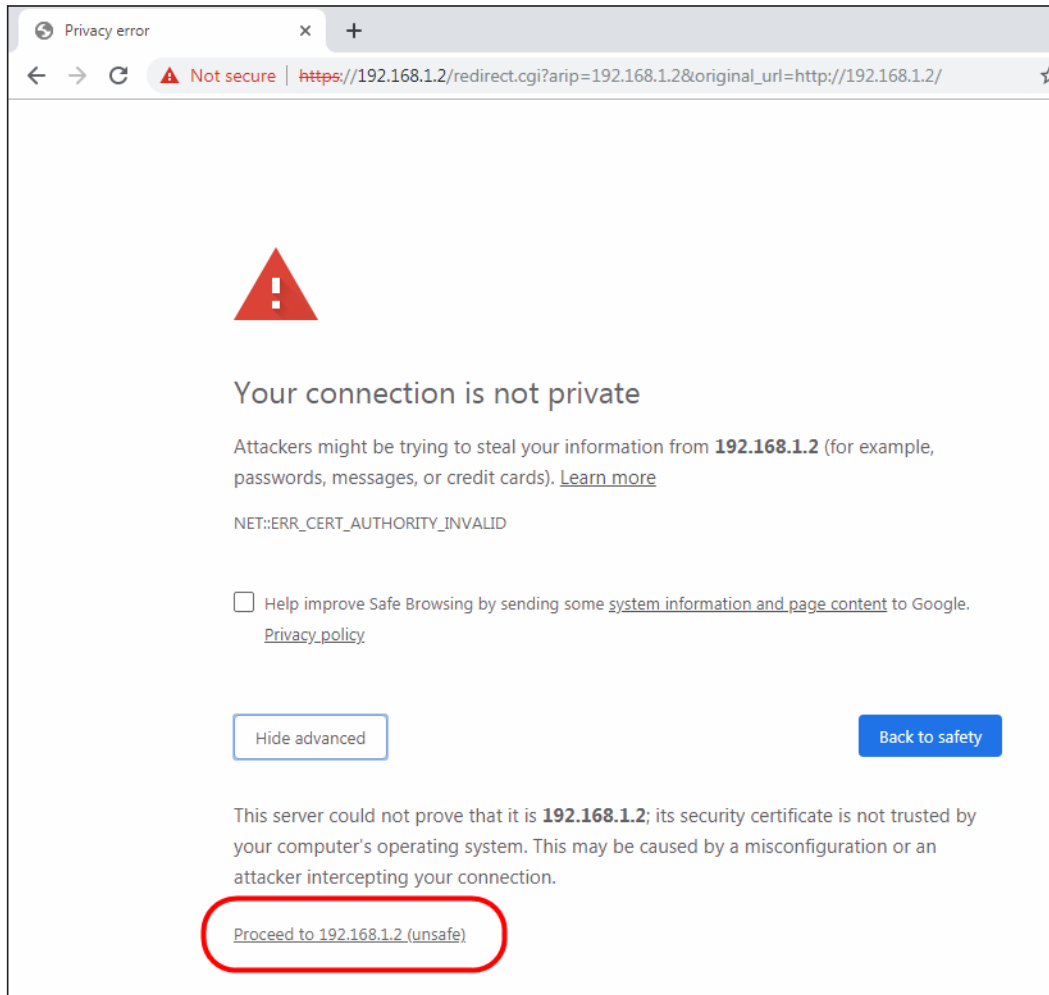 Privacy error
Not secure | https://192.168.1.2/redirect.cgi?arip=192.168.1.2&original_url=http://192.168.1.2/
Your connection is not private
Attackers might be trying to steal your information from 192.168.1.2 (for example,
passwords, messages, or credit cards). Learn more
NET::ERR_CERT_AUTHORITY_INVALID
Help improve Safe Browsing by sending some system information and page content to Google.
Privacy policy
Hide advanced
Back to safety
This server could not prove that it is 192.168.1.2; its security certificate is not trusted by
your computer's operating system. This may be caused by a misconfiguration or an
attacker intercepting your connection.
Proceed to 192.168.1.2 (unsafe)